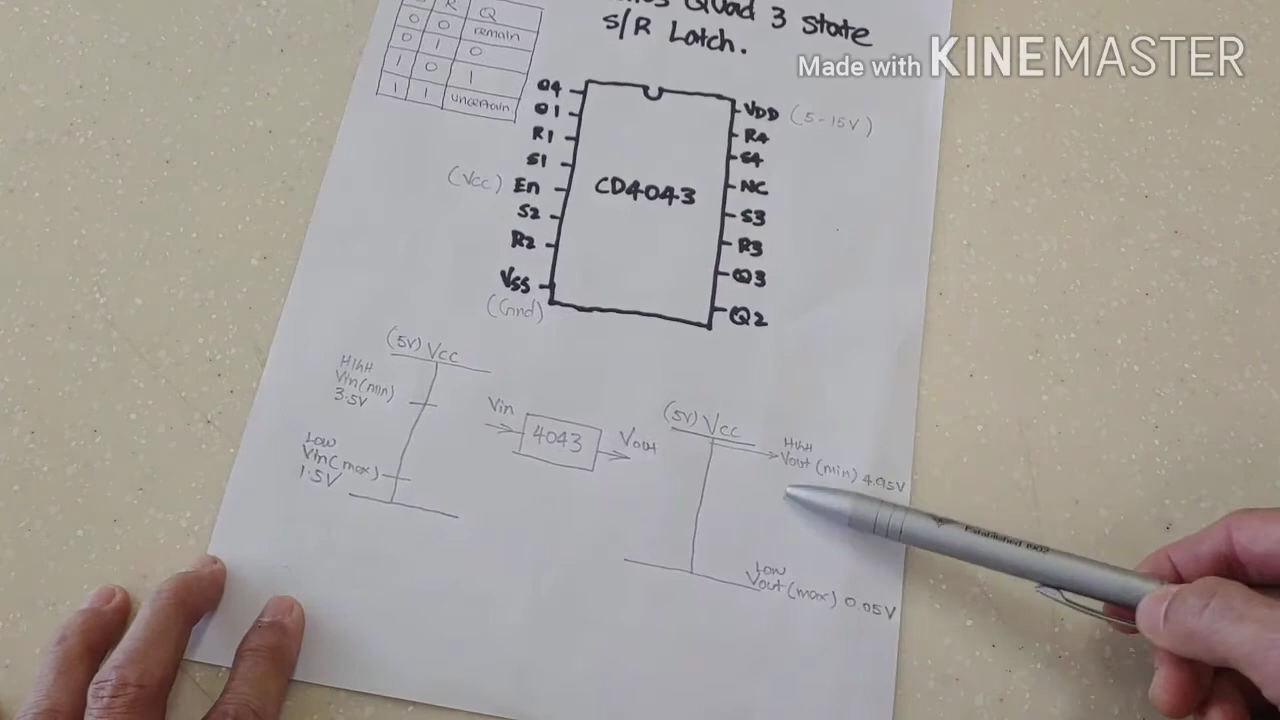 R Q
0 0 remain
0 1 0
1 0 1
1 1 uncertain
Quad 3 state
S/R Latch.
Made with KINEMASTER
Q4
Q1
R1
S1
(Vcc) En
S2
R2
Vss
(Gnd)
CD4043
VDD (5-15V)
R4
S4
NC
S3
R3
Q3
Q2
(5V) Vcc
HIGH
Vin(min)
3.5V
LOW
Vin(max)
1.5V
Vin
4043
Vout
(5V) Vcc
HIGH
Vout (min) 4.95V
LOW
Vout (max) 0.05V
Established 1902